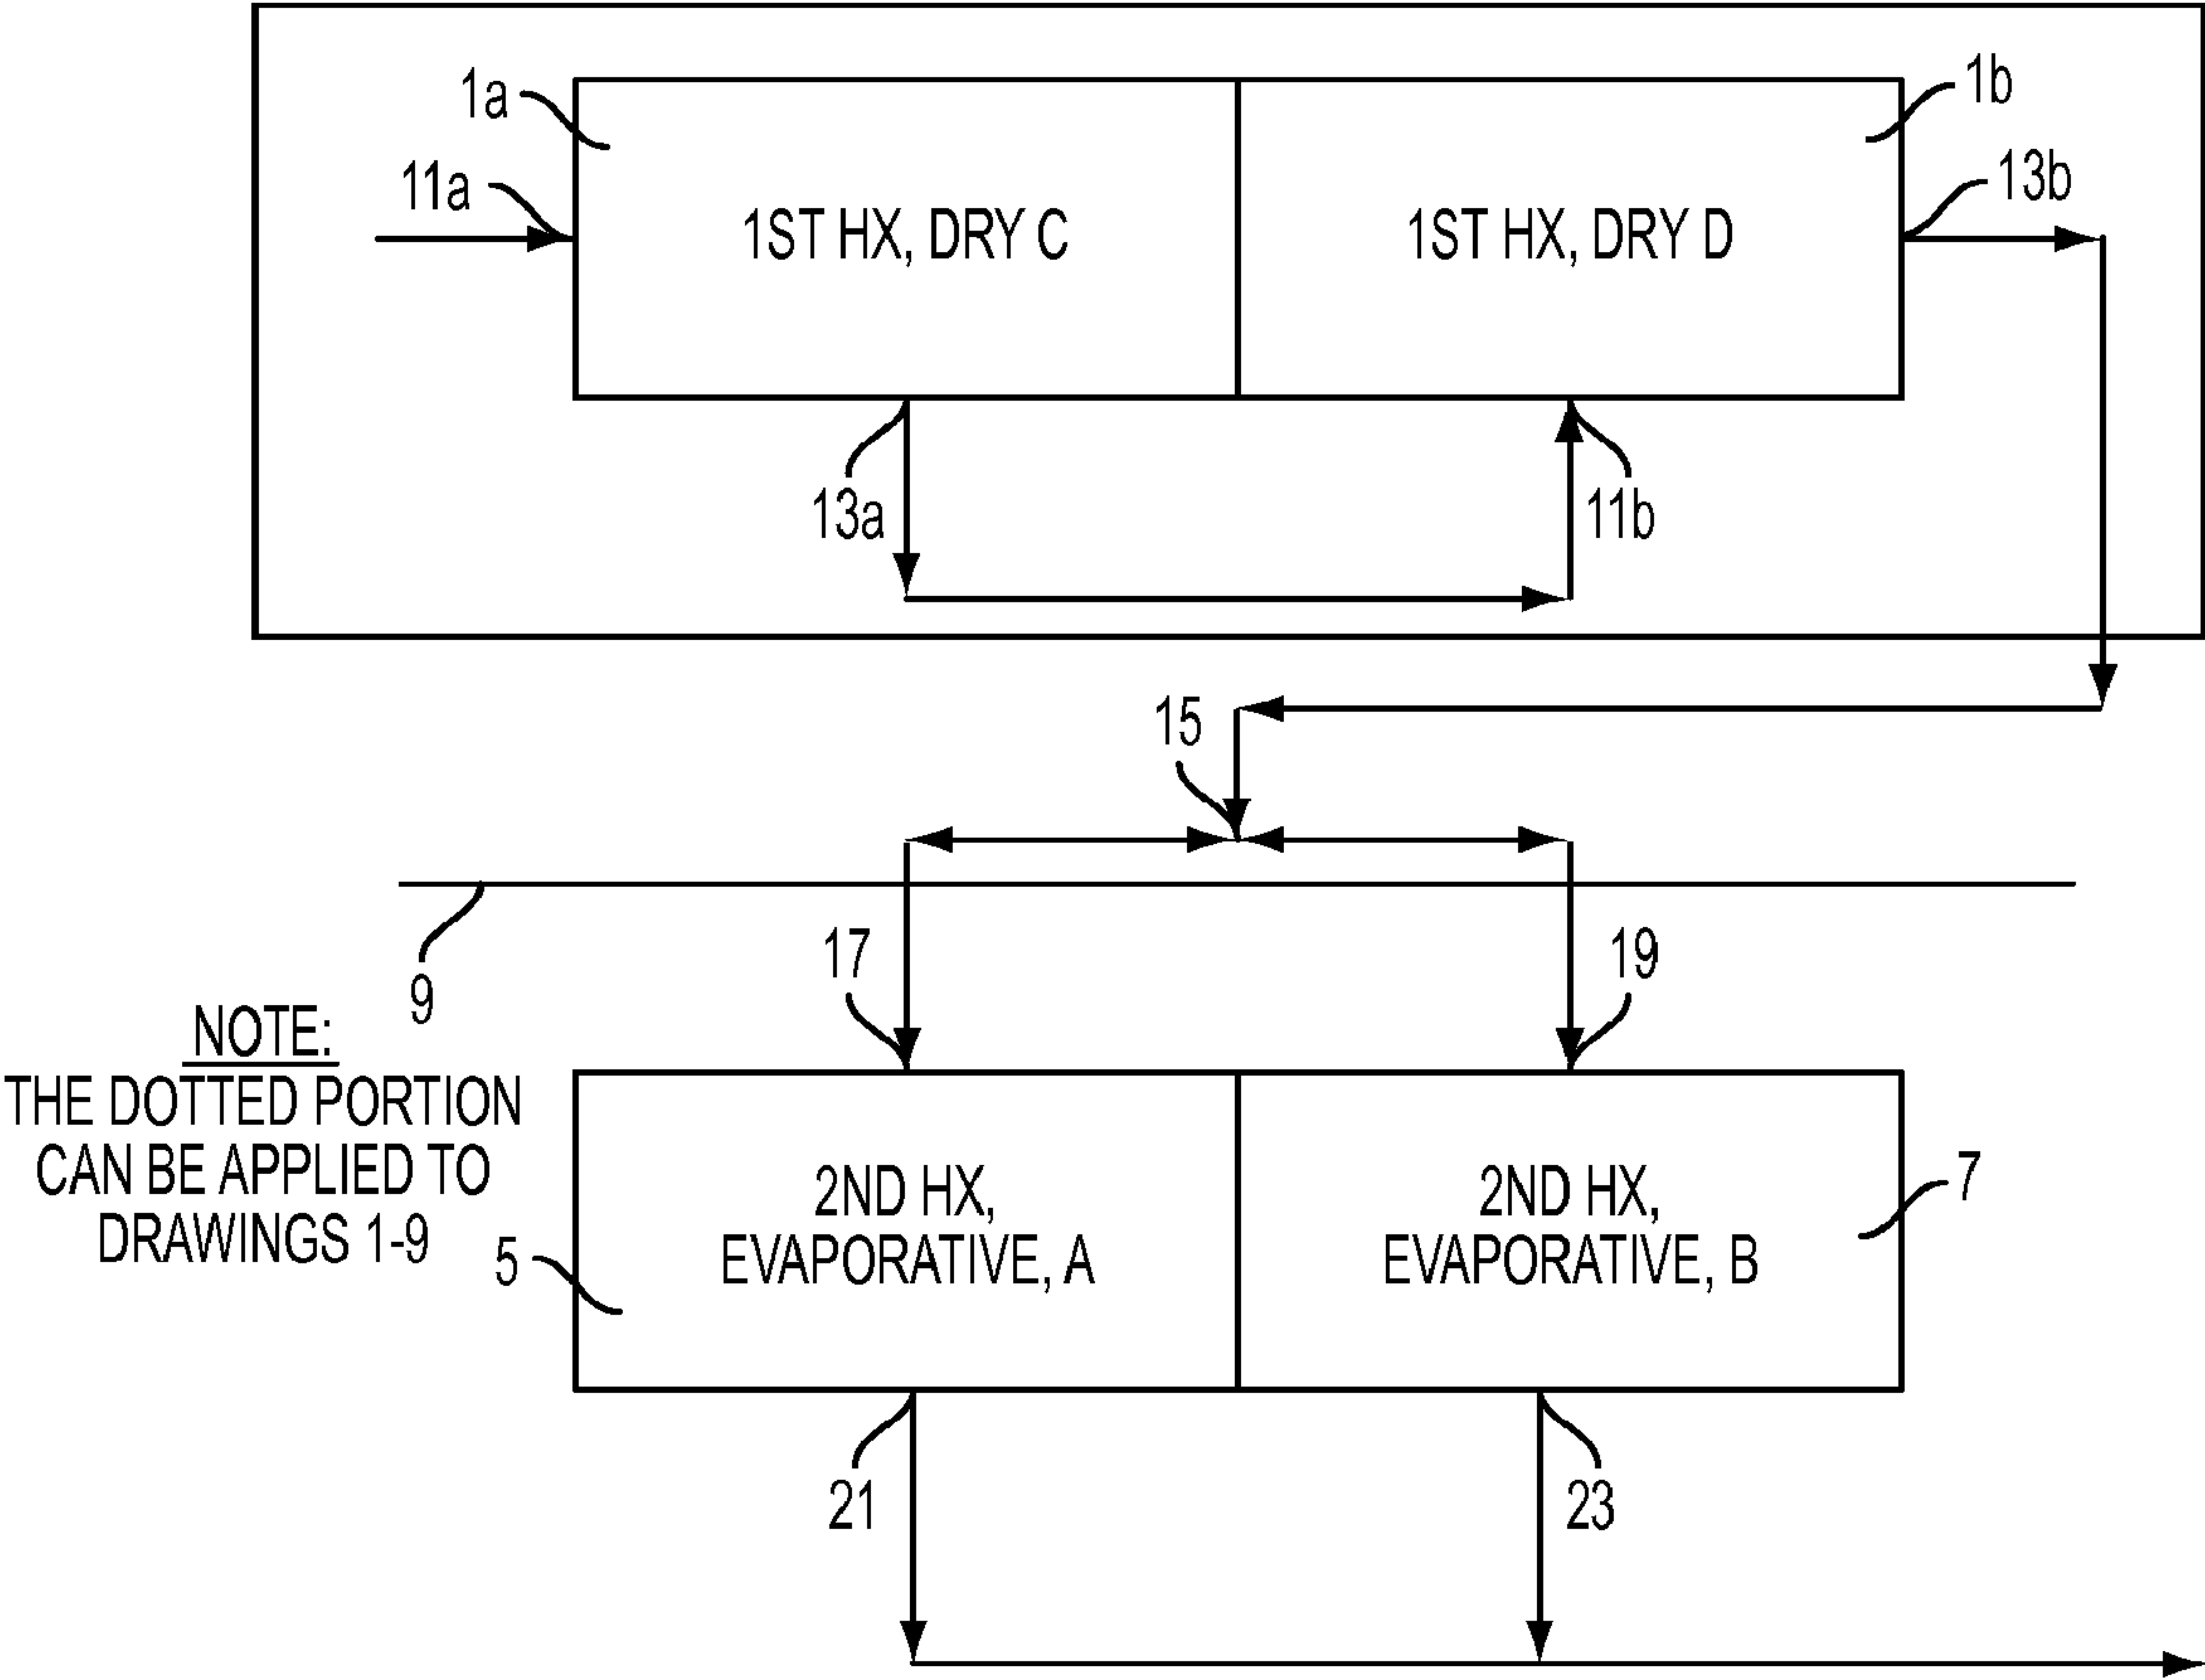 1a
1b
11a
13b
1ST HX, DRY C
1ST HX, DRY D
13a
11b
15
17
19
9
NOTE:
THE DOTTED PORTION
CAN BE APPLIED TO
DRAWINGS 1-9
5
2ND HX,
EVAPORATIVE, A
2ND HX,
EVAPORATIVE, B
7
21
23